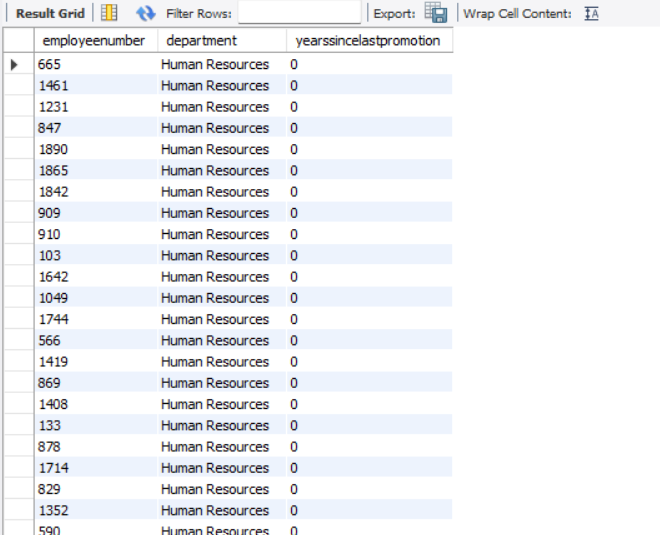 Result Grid Filter Rows: Export: Wrap Cell Content: IA
employeenumber department yearssincelastpromotion
665 Human Resources 0
1461 Human Resources 0
1231 Human Resources 0
847 Human Resources 0
1890 Human Resources 0
1865 Human Resources 0
1842 Human Resources 0
909 Human Resources 0
910 Human Resources 0
103 Human Resources 0
1642 Human Resources 0
1049 Human Resources 0
1744 Human Resources 0
566 Human Resources 0
1419 Human Resources 0
869 Human Resources 0
1408 Human Resources 0
133 Human Resources 0
878 Human Resources 0
1714 Human Resources 0
829 Human Resources 0
1352 Human Resources 0
590 Human Resources 0